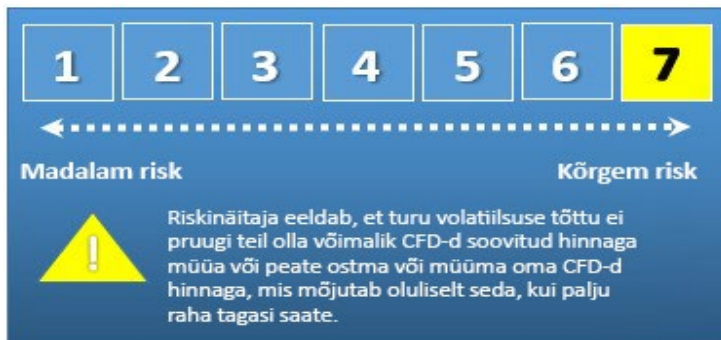 1 2 3 4 5 6 7
Madalam risk Kõrgem risk
!
Riskinäitaja eeldab, et turu volatiilsuse tõttu ei
pruugi teil olla võimalik CFD-d soovitud hinnaga
müüa või peate ostma või müüma oma CFD-d
hinnaga, mis mõjutab oluliselt seda, kui palju
raha tagasi saate.